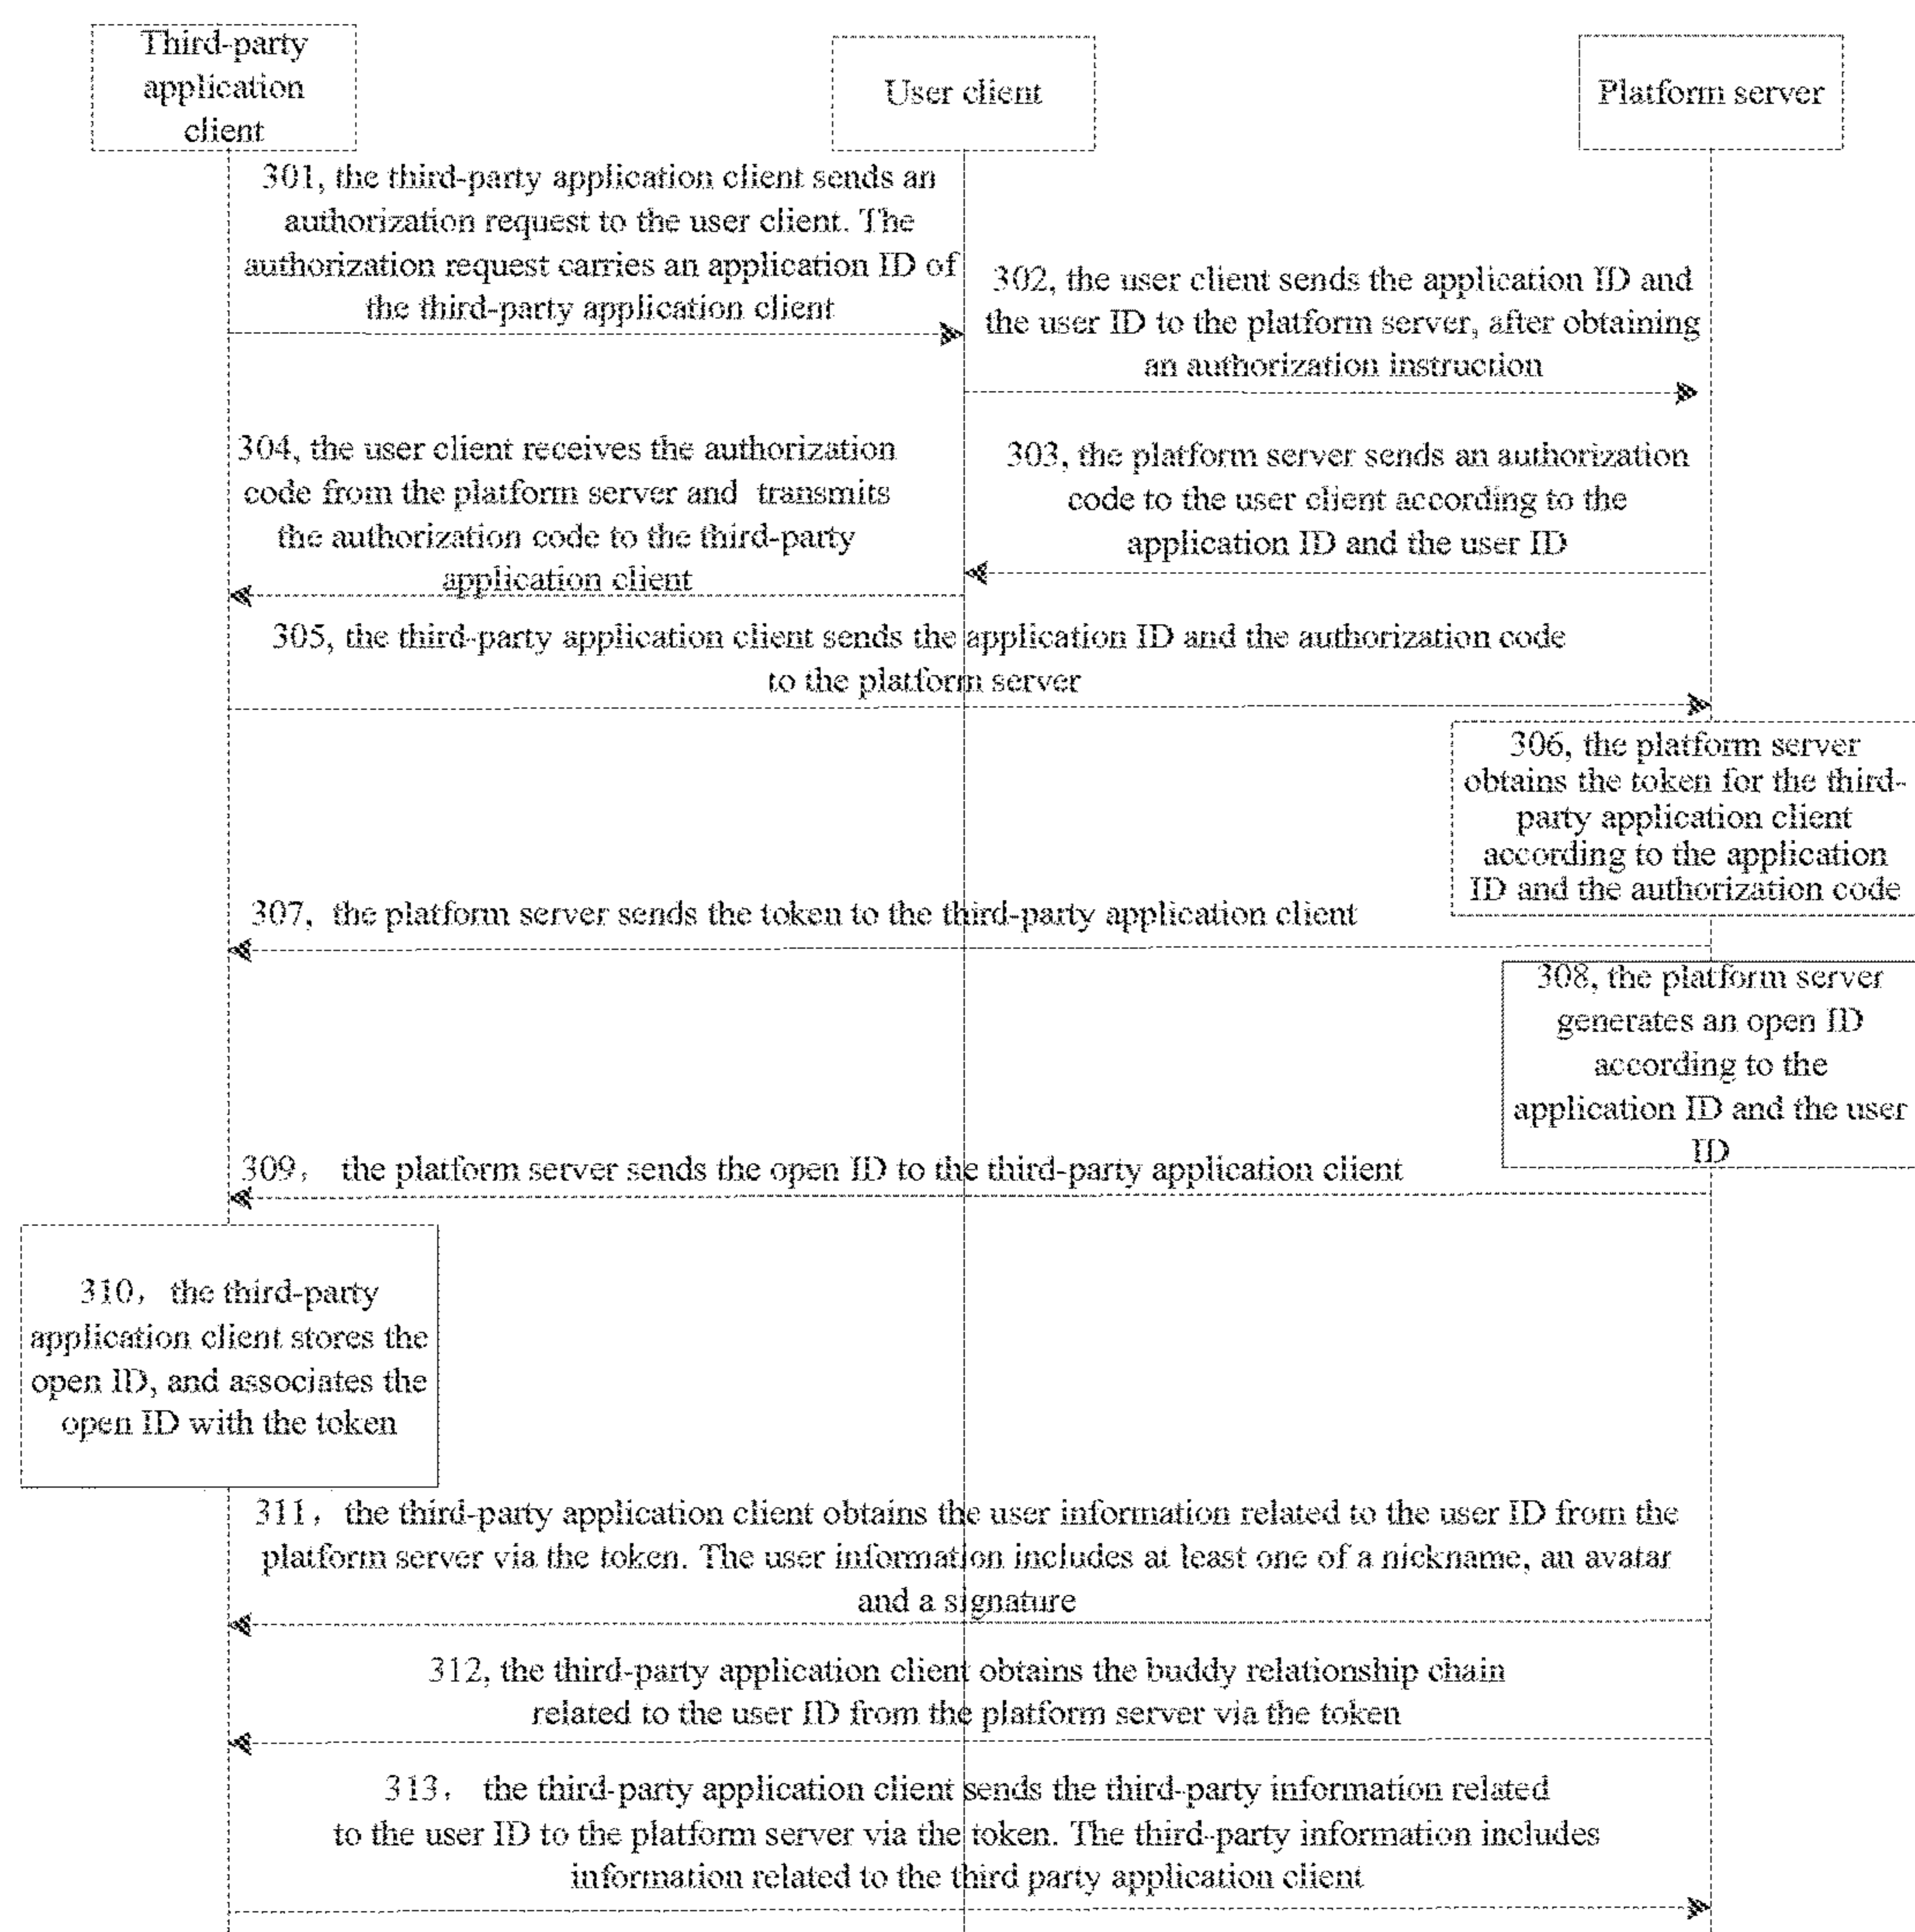 Third-party
application
client
User client
Platform server
301, the third-party application client sends an
authorization request to the user client. The
authorization request carries an application ID of
the third-party application client
302, the user client sends the application ID and
the user ID to the platform server, after obtaining
an authorization instruction
304, the user client receives the authorization
code from the platform server and transmits
the authorization code to the third-party
application client
303, the platform server sends an authorization
code to the user client according to the
application ID and the user ID
305, the third-party application client sends the application ID and the authorization code
to the platform server
306, the platform server
obtains the token for the third-
party application client
according to the application
ID and the authorization code
307, the platform server sends the token to the third-party application client
308, the platform server
generates an open ID
according to the
application ID and the user
ID
309, the platform server sends the open ID to the third-party application client
310, the third-party
application client stores the
open ID, and associates the
open ID with the token
311, the third-party application client obtains the user information related to the user ID from the
platform server via the token. The user information includes at least one of a nickname, an avatar
and a signature
312, the third-party application client obtains the buddy relationship chain
related to the user ID from the platform server via the token
313, the third-party application client sends the third-party information related
to the user ID to the platform server via the token. The third-party information includes
information related to the third party application client